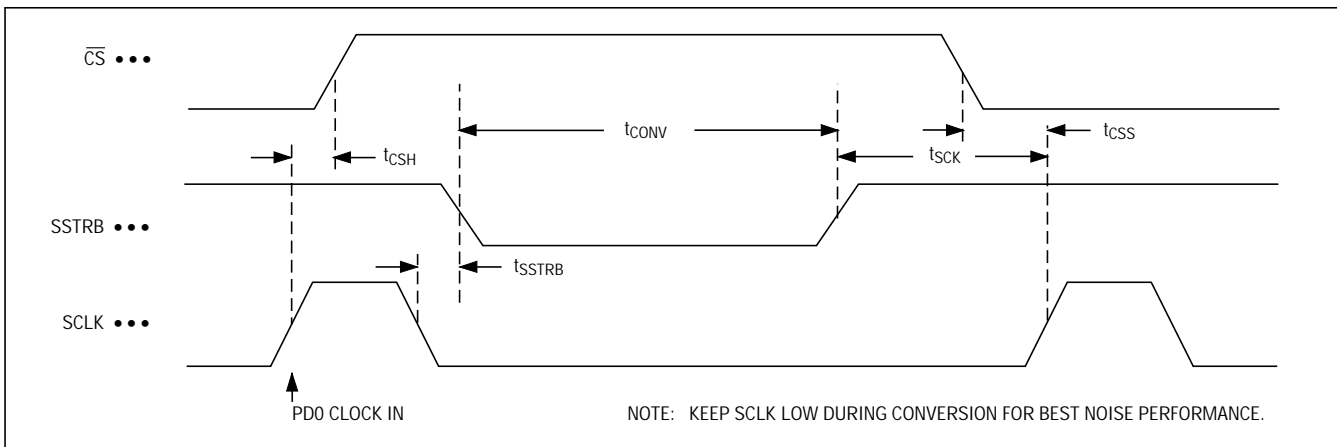 C̅S̅ •••
tCONV
tCSS
tCSH
tSCK
SSTRB •••
tSSTRB
SCLK •••
PD0 CLOCK IN
NOTE: KEEP SCLK LOW DURING CONVERSION FOR BEST NOISE PERFORMANCE.